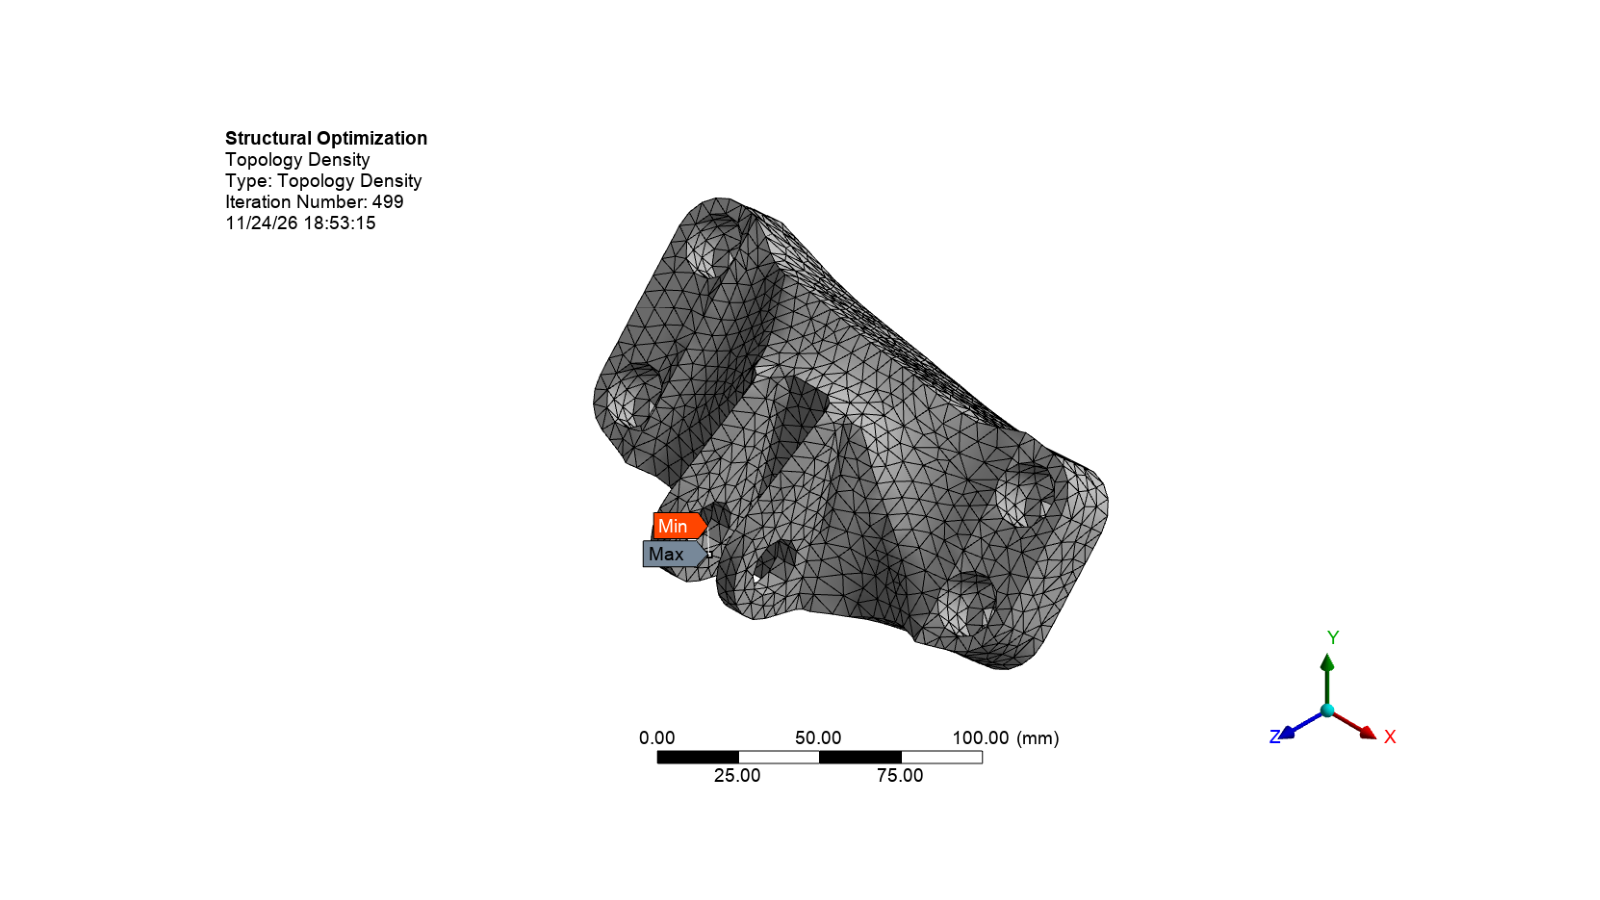 Structural Optimization
Topology Density
Type: Topology Density
Iteration Number: 499
11/24/26 18:53:15
Min
Max
Y
Z
X
0.00 50.00 100.00 (mm)
25.00 75.00